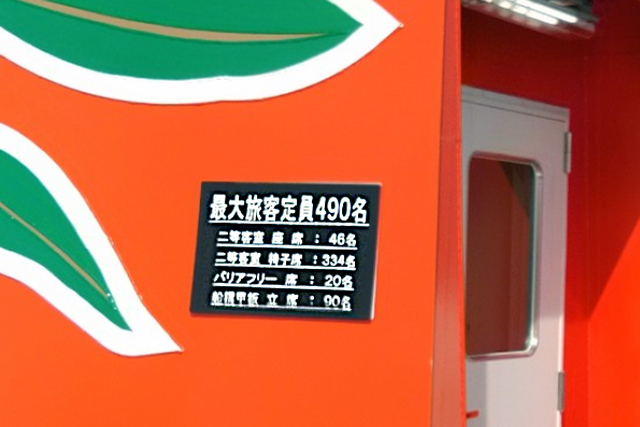 最大旅客定員490名
二等客室 座 席 : 46名
二等客室 椅子席 : 334名
バリアフリー 席 : 20名
船橋甲板 立 席 : 90名